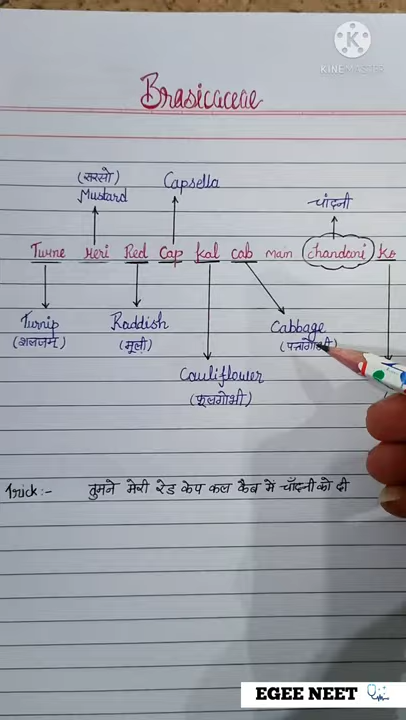 KINEMASTER
Brasicaceae
(सरसो)
Mustard
Capsella
चांदनी
Turne Meri Red Cap kal cab main Chandani Ko
Turnip
(शलजम)
Raddish
(मूली)
Cabbage
Cauliflower
(फूलगोभी)
Trick:- तुमने मेरी रेड केप कल कैब में चाँदनी को दी
EGEE NEET